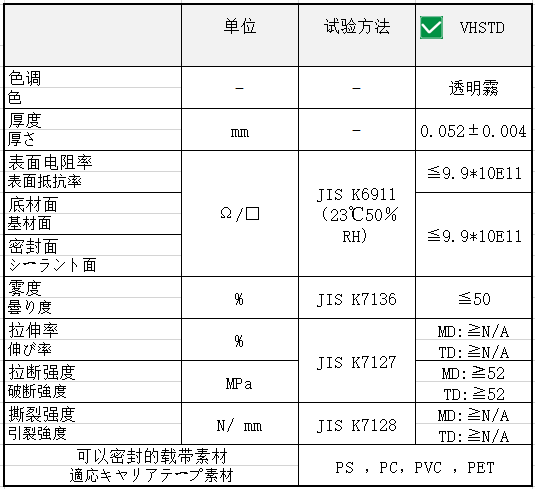 单位 试验方法 VHSTD
色调
色
- - 透明霧
厚度
厚さ
mm - 0.052±0.004
表面电阻率
表面抵抗率
≦9.9*10E11
底材面
基材面
Ω/□
JIS K6911
（23℃50%
RH）
≦9.9*10E11
密封面
シーラント面
雾度
曇り度
% JIS K7136 ≦50
拉伸率
伸び率
%
MD:≧N/A
TD:≧N/A
JIS K7127
拉断强度
破断強度
MPa
MD:≧52
TD:≧52
撕裂强度
引裂強度
N/ mm JIS K7128
MD:≧N/A
TD:≧N/A
可以密封的载带素材
適応キャリアテープ素材
PS ，PC，PVC ，PET